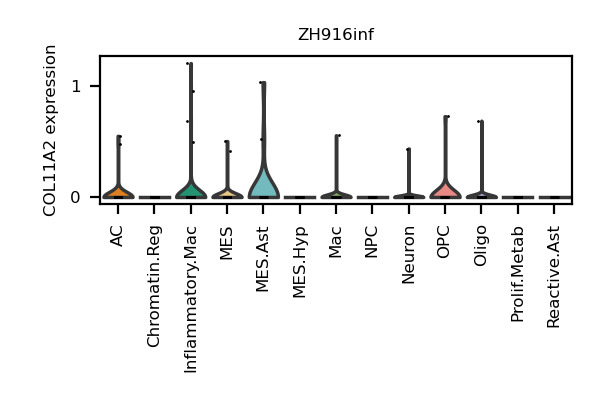 ZH916inf
COL11A2 expression
1
0
AC
Chromatin.Reg
Inflammatory.Mac
MES
MES.Ast
MES.Hyp
Mac
NPC
Neuron
OPC
Oligo
Prolif.Metab
Reactive.Ast